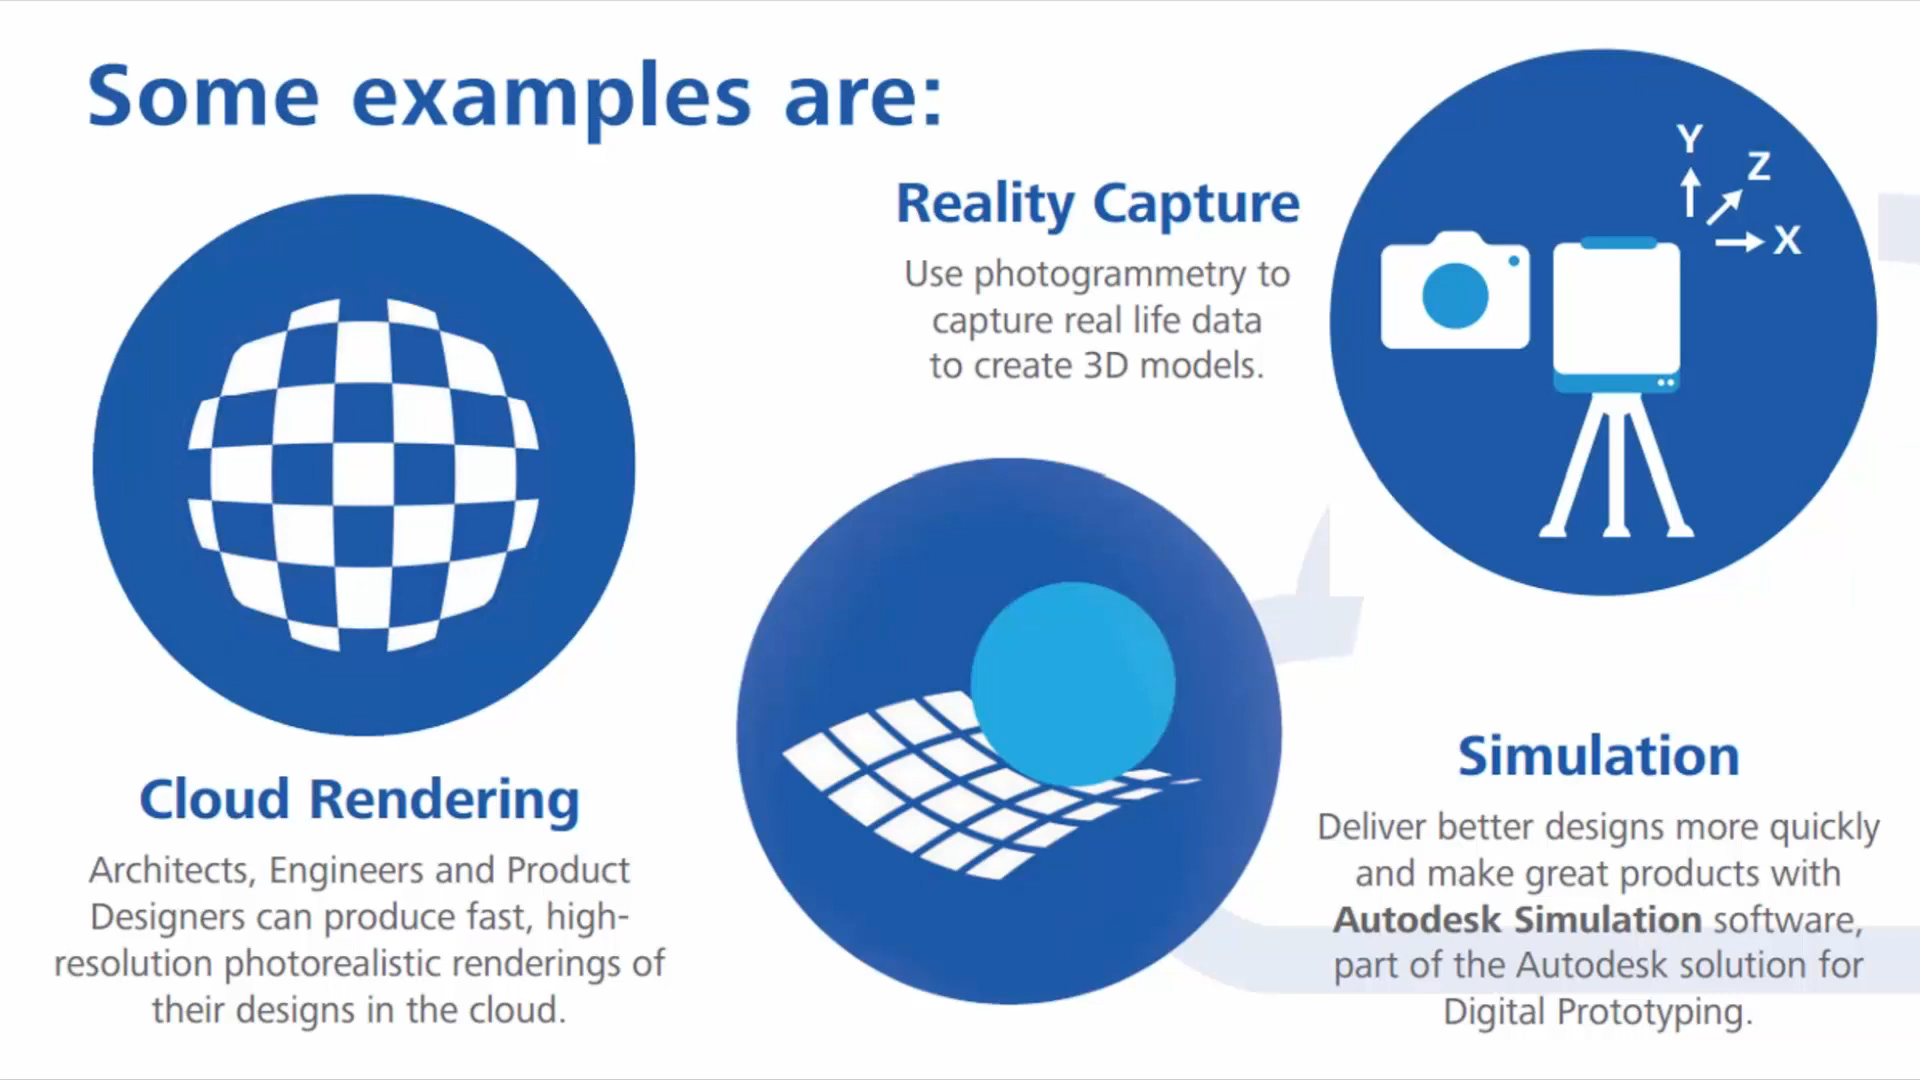 Some examples are:
Reality Capture
Use photogrammetry to
capture real life data
to create 3D models.
Y
Z
X
Cloud Rendering
Architects, Engineers and Product
Designers can produce fast, high-
resolution photorealistic renderings of
their designs in the cloud.
Simulation
Deliver better designs more quickly
and make great products with
Autodesk Simulation software,
part of the Autodesk solution for
Digital Prototyping.